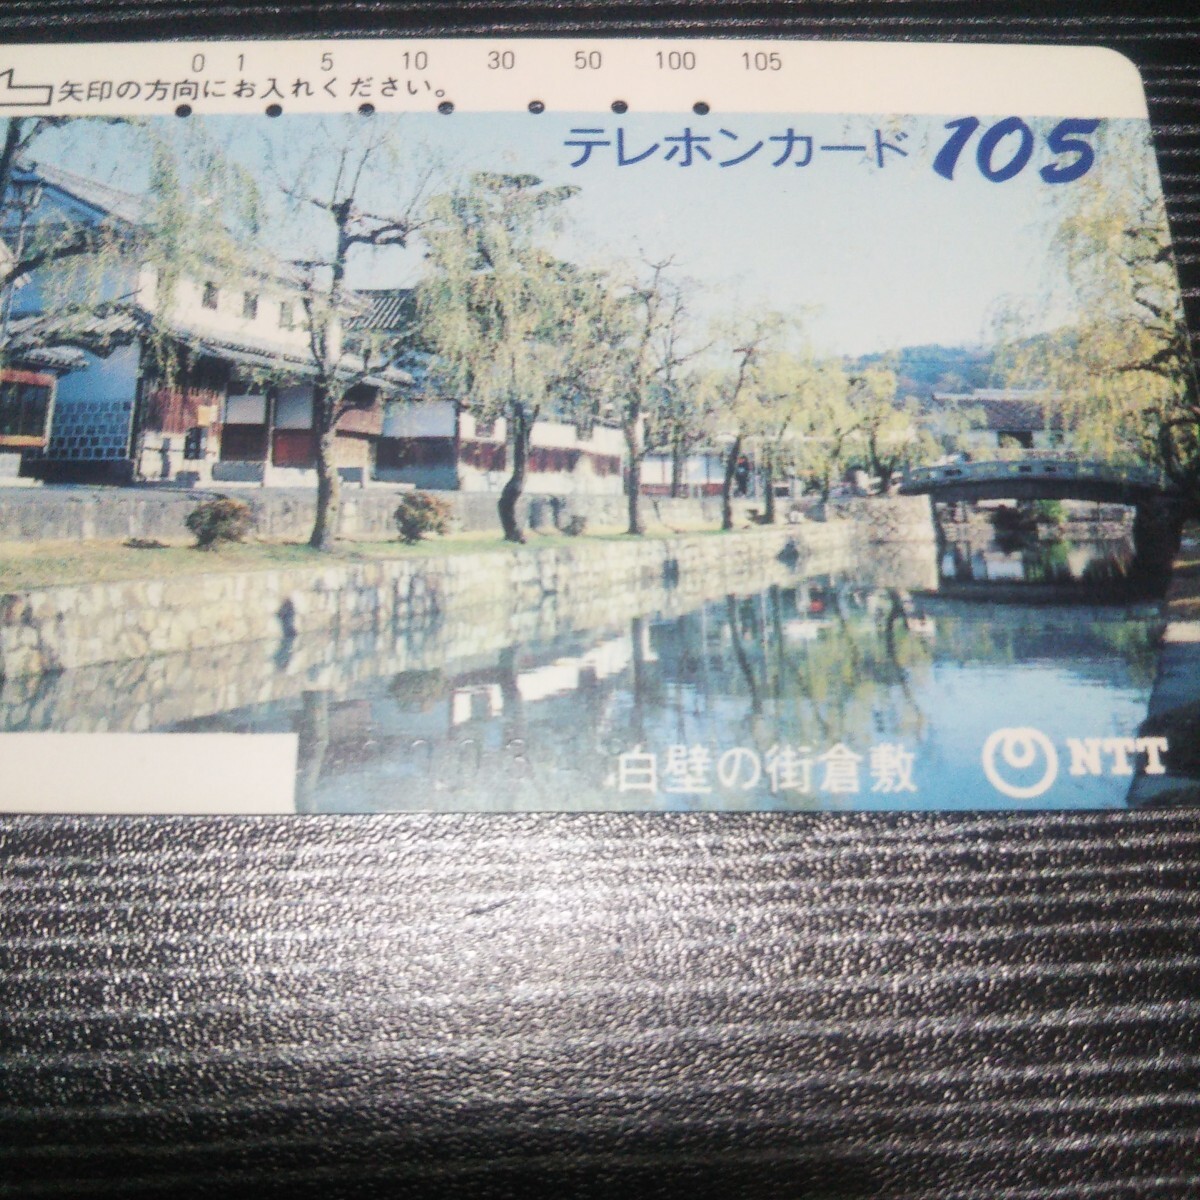 0 1 5 10 30 50 100 105
矢印の方向にお入れください。
テレホンカード 105
白壁の街倉敷
NTT